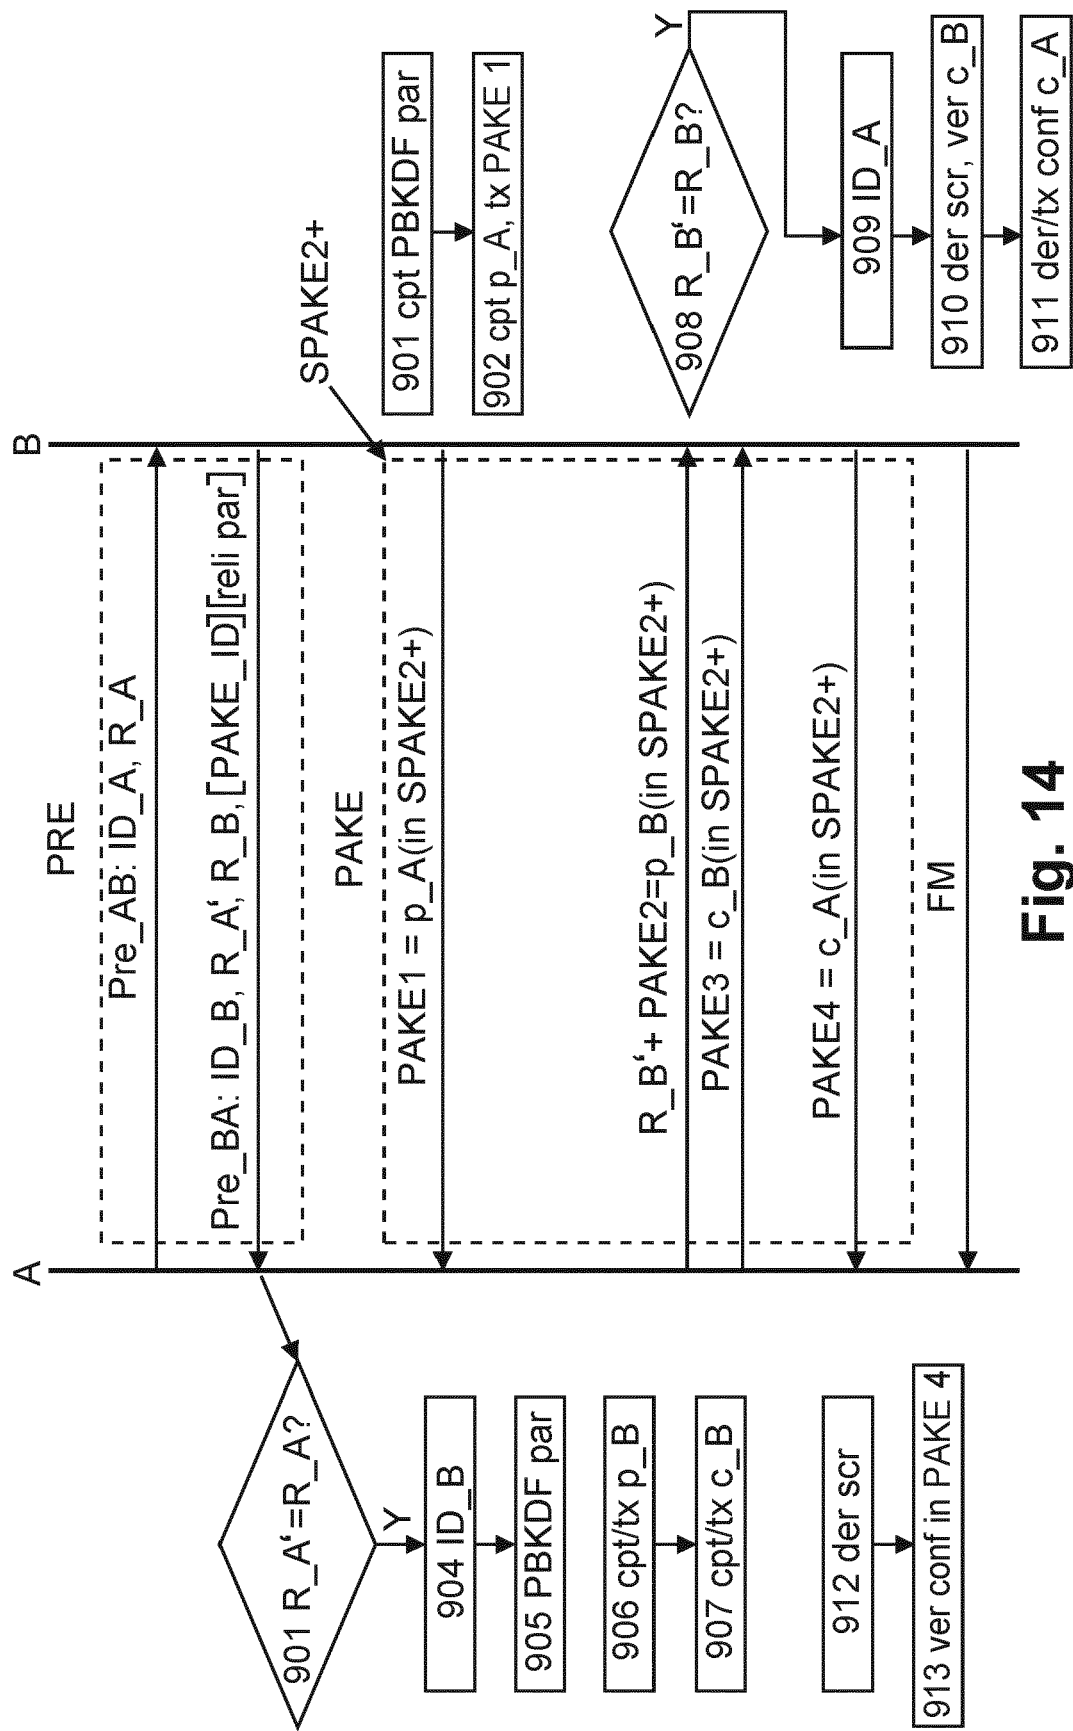 A
B
PRE
Pre_AB: ID_A, R_A
Pre_BA: ID_B, R_A‘, R_B, [PAKE_ID][reli par]
901 R_A‘=R_A?
Y
904 ID_B
905 PBKDF par
906 cpt/tx p_B
907 cpt/tx c_B
912 der scr
913 ver conf in PAKE 4
PAKE
SPAKE2+
PAKE1 = p_A(in SPAKE2+)
R_B‘+ PAKE2=p_B(in SPAKE2+)
PAKE3 = c_B(in SPAKE2+)
PAKE4 = c_A(in SPAKE2+)
FM
901 cpt PBKDF par
902 cpt p_A, tx PAKE 1
908 R_B‘=R_B?
Y
909 ID_A
910 der scr, ver c_B
911 der/tx conf c_A
Fig. 14